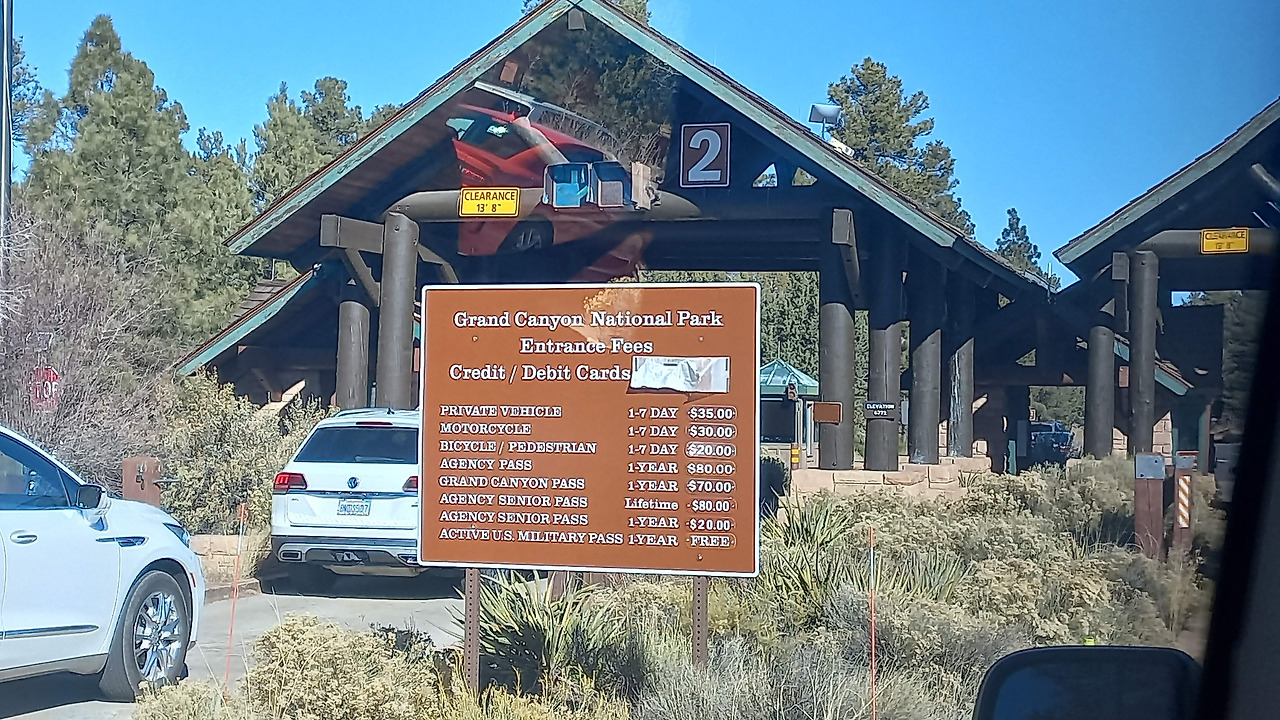 2
CLEARANCE
13' 8"
CLEARANCE
13' 8"
Grand Canyon National Park
Entrance Fees
Credit / Debit Cards
PRIVATE VEHICLE 1-7 DAY $35.00
MOTORCYCLE 1-7 DAY $30.00
BICYCLE / PEDESTRIAN 1-7 DAY $20.00
AGENCY PASS 1-YEAR $80.00
GRAND CANYON PASS 1-YEAR $70.00
AGENCY SENIOR PASS Lifetime $80.00
AGENCY SENIOR PASS 1-YEAR $20.00
ACTIVE U.S. MILITARY PASS 1-YEAR FREE
ELEVATION